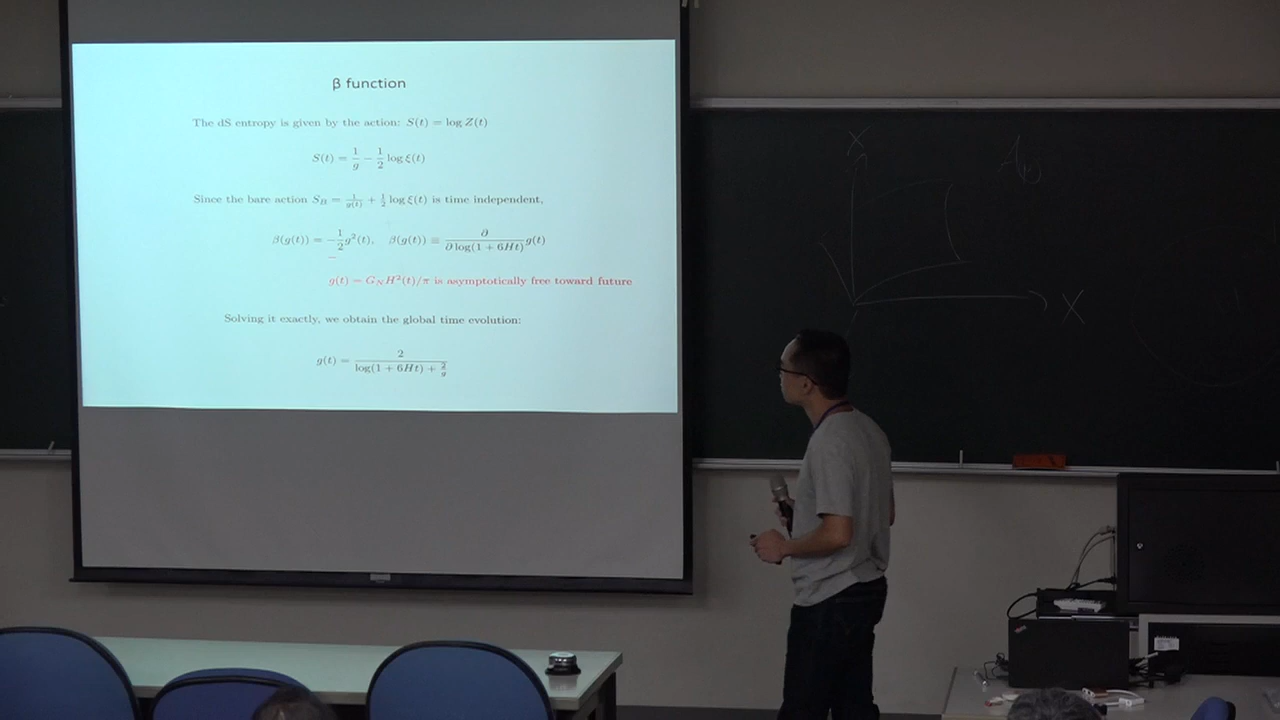 β function
The dS entropy is given by the action: S(t) = log Z(t)
S(t) = 1/g − 1/2 log ξ(t)
Since the bare action S_B = 1/g(t) + 1/2 log ξ(t) is time independent,
β(g(t)) = −1/2 g²(t), β(g(t)) ≡ ∂/∂ log(1 + 6Ht) g(t)
g(t) = G_N H²(t)/π is asymptotically free toward future
Solving it exactly, we obtain the global time evolution:
g(t) = 2/(log(1 + 6Ht) + 2/g)
X
X